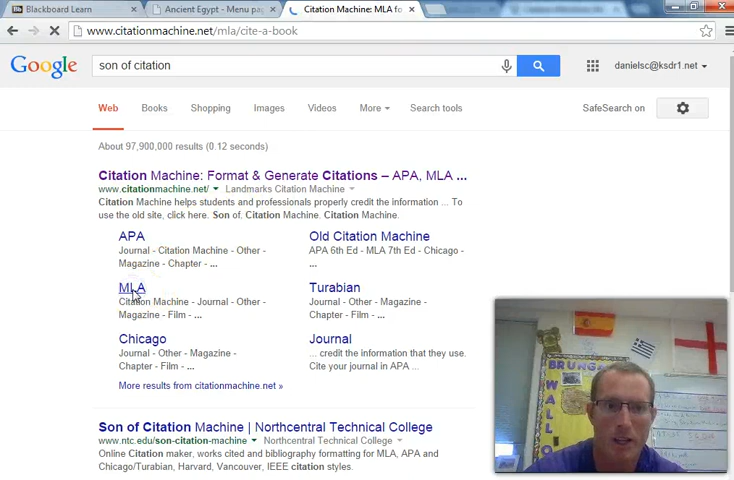 Blackboard Learn
Ancient Egypt - Menu pag
Citation Machine: MLA fo
www.citationmachine.net/mla/cite-a-book
Google
son of citation
danielsc@ksdr1.net
Web Books Shopping Images Videos More Search tools SafeSearch on
About 97,900,000 results (0.12 seconds)
Citation Machine: Format & Generate Citations – APA, MLA ...
www.citationmachine.net/ Landmarks Citation Machine
Citation Machine helps students and professionals properly credit the information ... To
use the old site, click here. Son of. Citation Machine. Citation Machine.
APA
Journal - Citation Machine - Other -
Magazine - Chapter - ...
Old Citation Machine
APA 6th Ed - MLA 7th Ed - Chicago -
...
MLA
Citation Machine - Journal - Other -
Magazine - Film - ...
Turabian
Journal - Other - Magazine -
Chapter - Film - ...
Chicago
Journal - Other - Magazine -
Chapter - Film - ...
Journal
... credit the information that they use.
Cite your journal in APA ...
More results from citationmachine.net »
Son of Citation Machine | Northcentral Technical College
www.ntc.edu/son-citation-machine Northcentral Technical College
Online Citation maker, works cited and bibliography formatting for MLA, APA and
Chicago/Turabian, Harvard, Vancouver, IEEE citation styles.
BRUNG
WALL